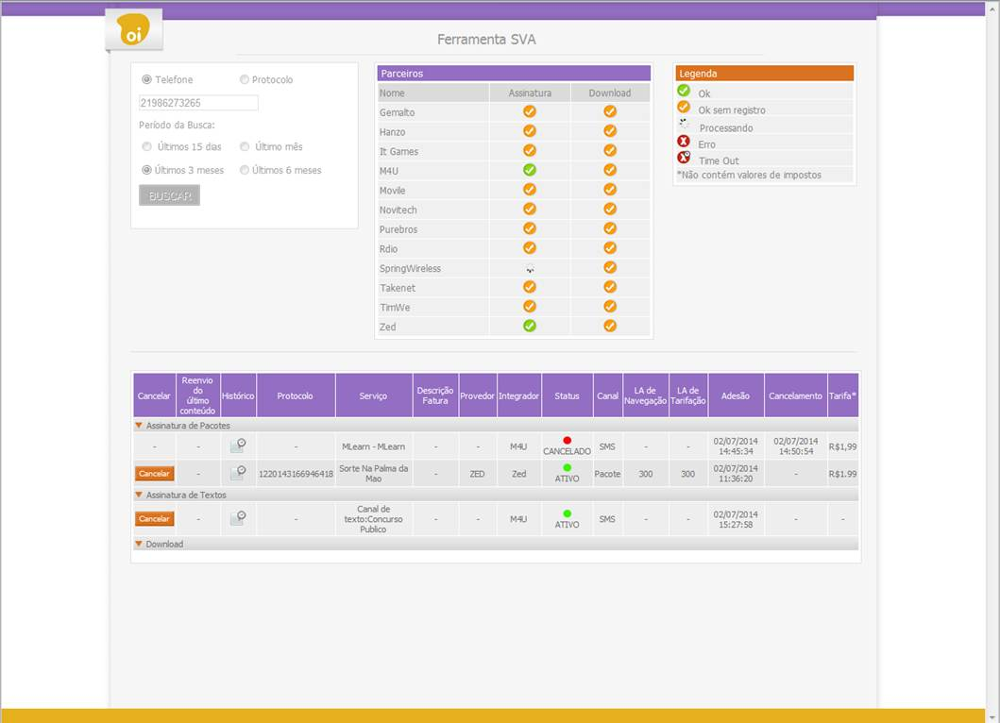 oi
Ferramenta SVA
Telefone Protocolo
21986273265
Período da Busca:
Últimos 15 dias Último mês
Últimos 3 meses Últimos 6 meses
BUSCAR
Parceiros
Nome Assinatura Download
Gemalto
Hanzo
It Games
M4U
Movile
Novitech
Purebros
Rdio
SpringWireless
Takenet
TimWe
Zed
Legenda
Ok
Ok sem registro
Processando
Erro
Time Out
*Não contém valores de impostos
Cancelar Reenvio do último conteúdo Histórico Protocolo Serviço Descrição Fatura Provedor Integrador Status Canal LA de Navegação LA de Tarifação Adesão Cancelamento Tarifa*
Assinatura de Pacotes
- - - MLearn - MLearn - - M4U CANCELADO SMS - - 02/07/2014 14:45:34 02/07/2014 14:50:54 R$1,99
Cancelar - 1220143166946418 Sorte Na Palma da Mao - ZED Zed ATIVO Pacote 300 300 02/07/2014 11:36:20 - R$1.99
Assinatura de Textos
Cancelar - - Canal de texto:Concurso Publico - - M4U ATIVO SMS - - 02/07/2014 15:27:58 - -
Download